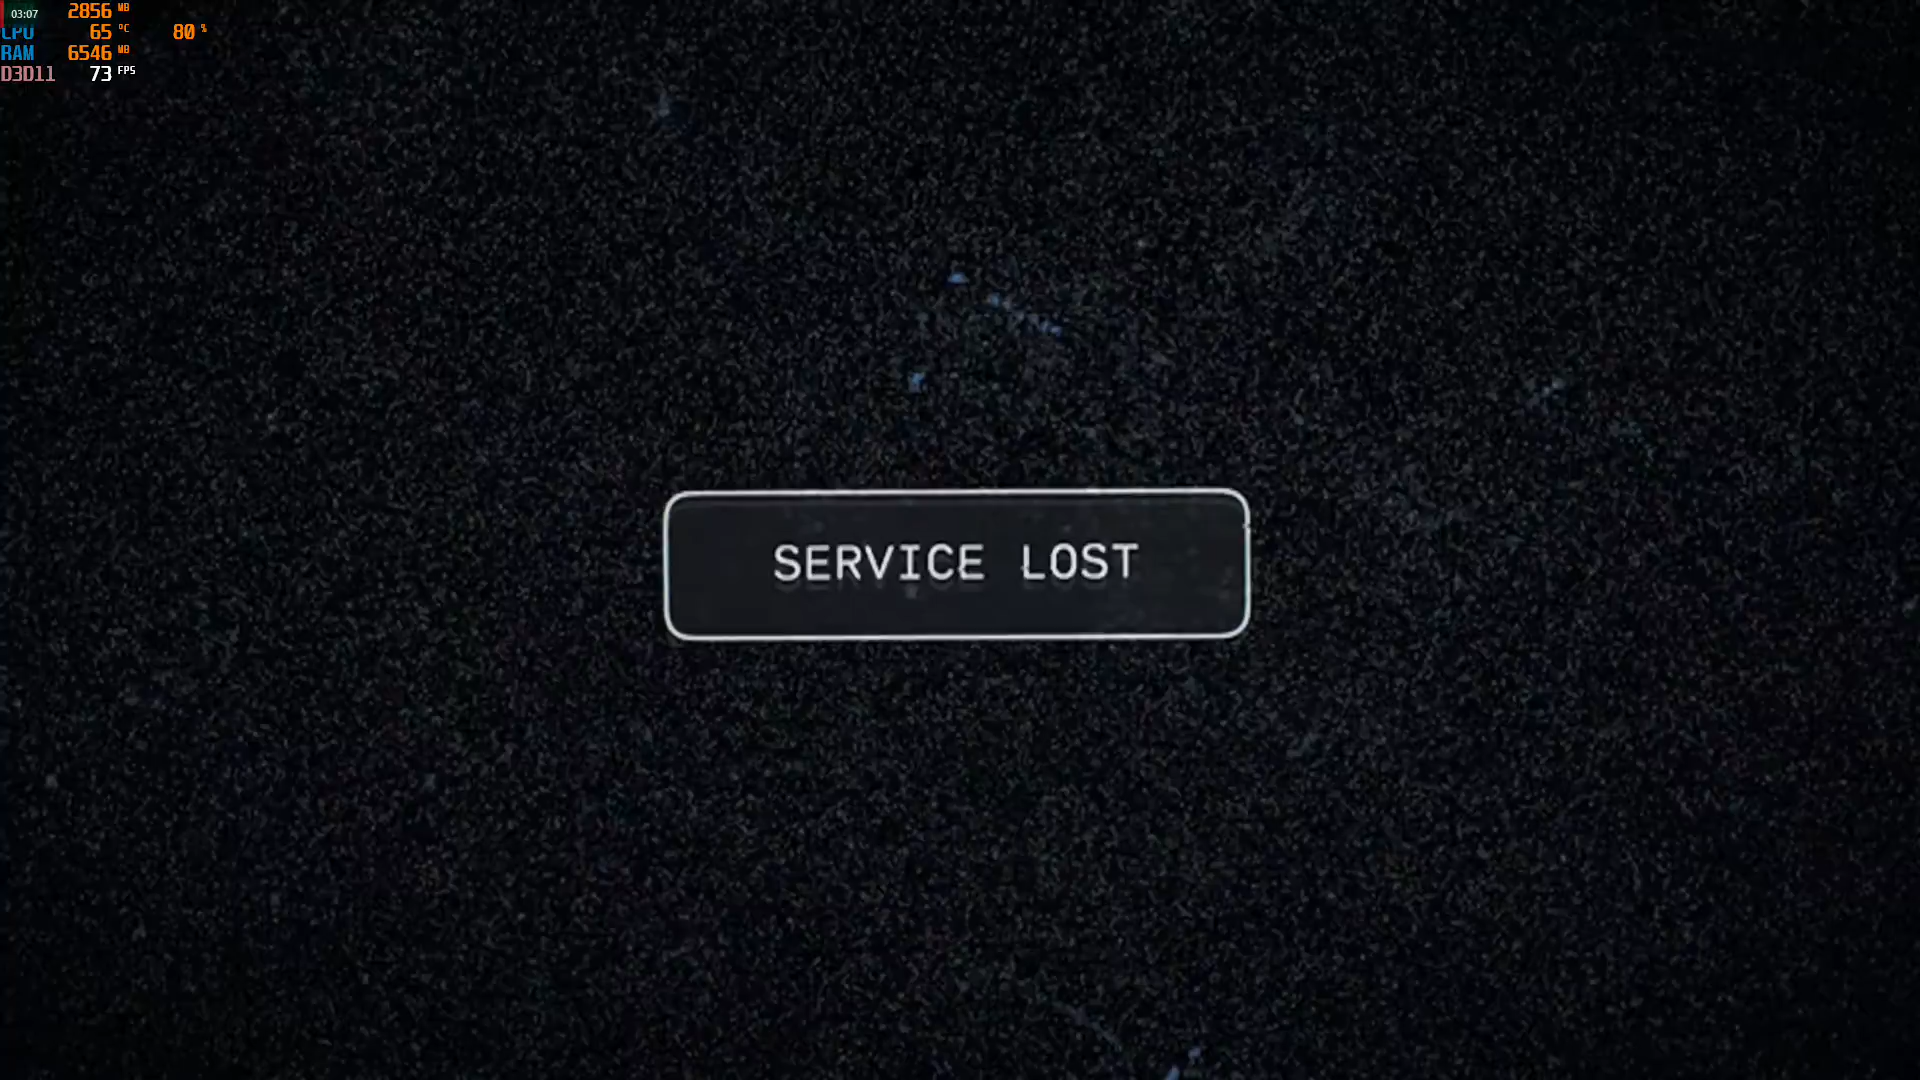 03:07
2856 MB
CPU 65 °C 80 %
RAM 6546 MB
D3D11 73 FPS
SERVICE LOST